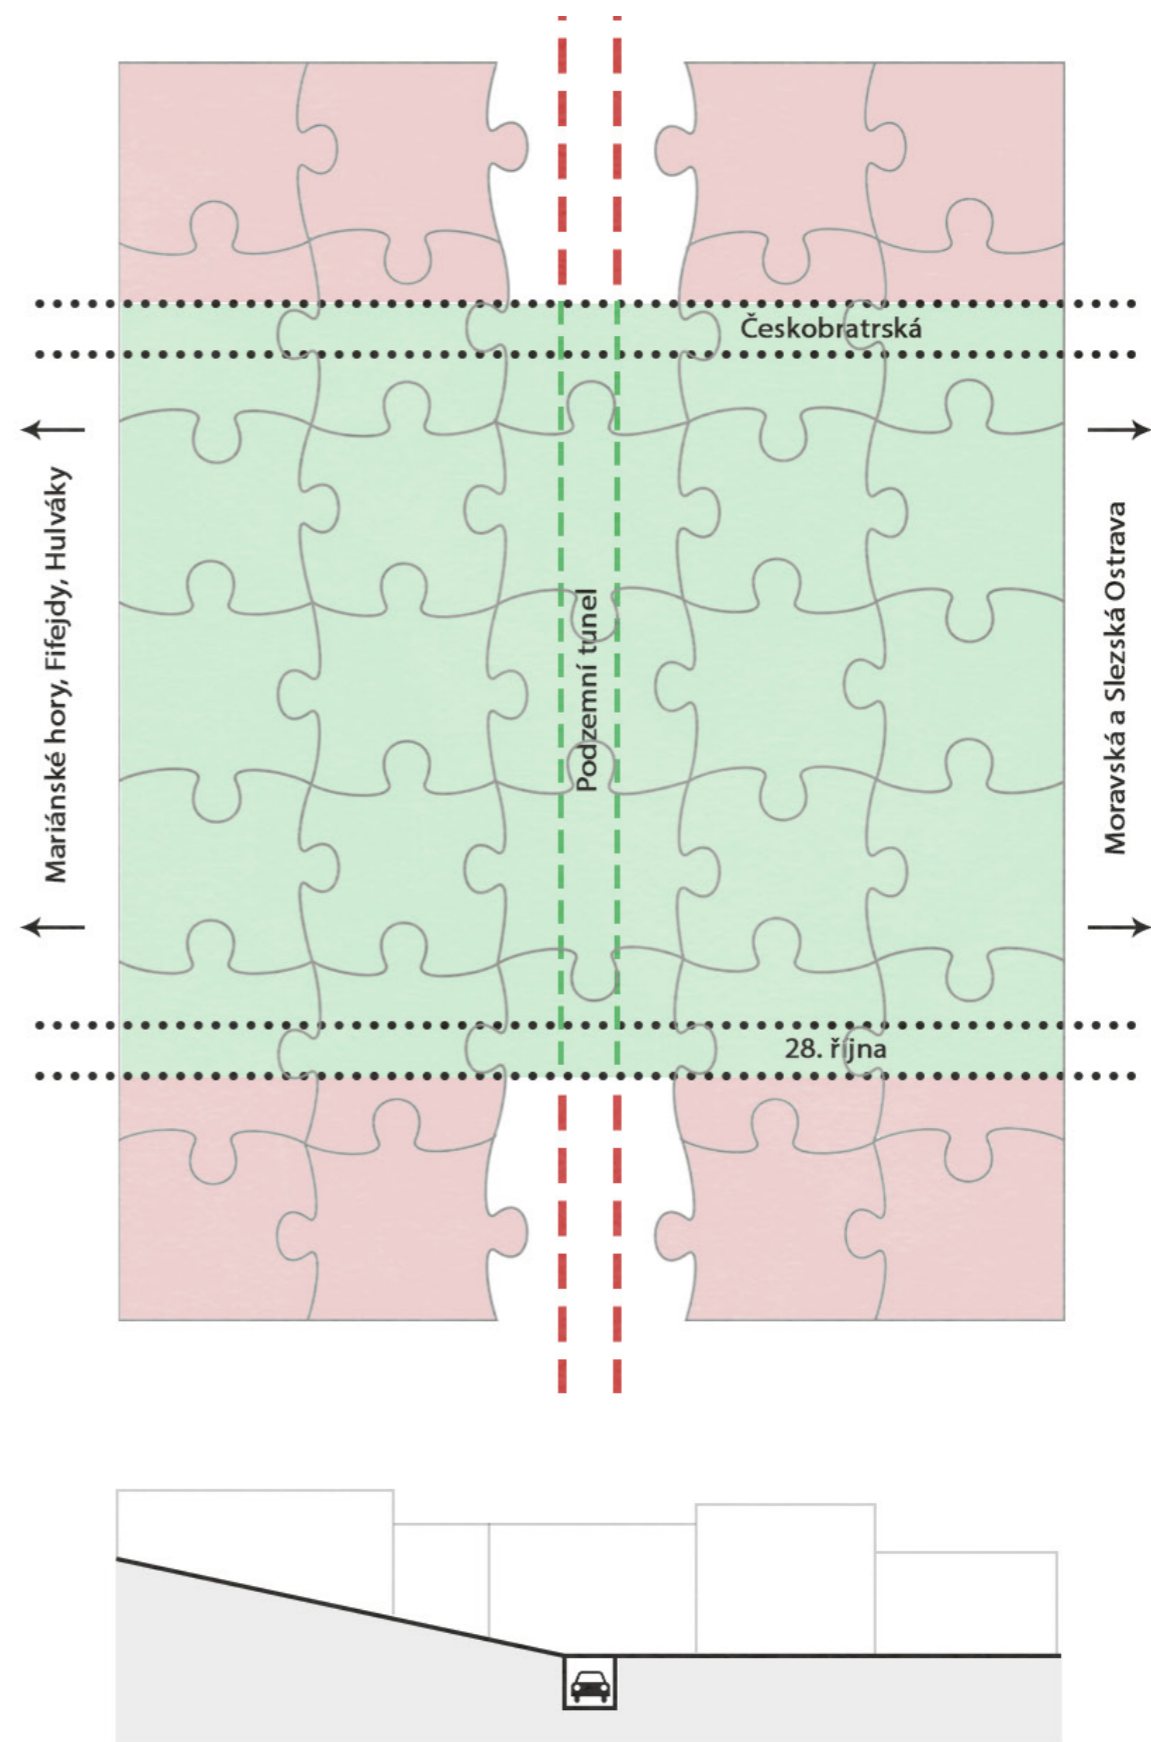 Českobratrská
Mariánské hory, Fifejdy, Hulváky
Podzemní tunel
Moravská a Slezská Ostrava
28. října